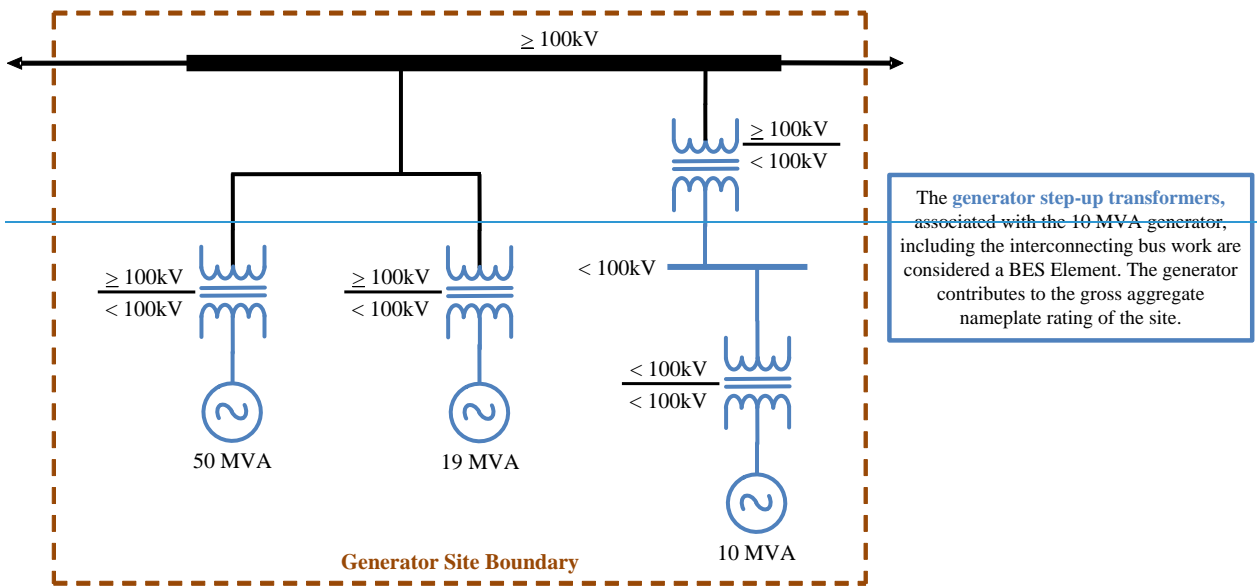 ≥ 100kV
≥ 100kV
< 100kV
The generator step-up transformers,
associated with the 10 MVA generator,
including the interconnecting bus work are
considered a BES Element. The generator
contributes to the gross aggregate
nameplate rating of the site.
< 100kV
≥ 100kV
< 100kV
≥ 100kV
< 100kV
< 100kV
< 100kV
50 MVA
19 MVA
10 MVA
Generator Site Boundary